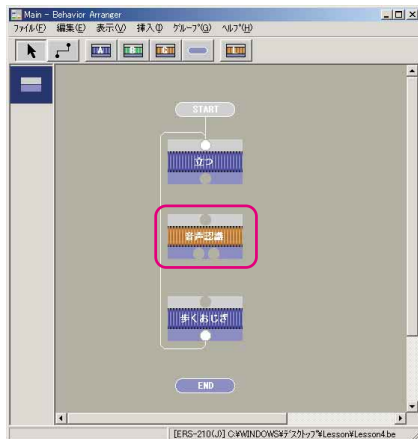 Main - Behavior Arranger
ファイル(F) 編集(E) 表示(V) 挿入(I) グループ(G) ヘルプ(H)
A B C L
START
立つ
音声認識
歩くおじぎ
END
[ERS-210(J)] C:¥WINDOWS¥デスクトップ¥Lesson¥Lesson4.be